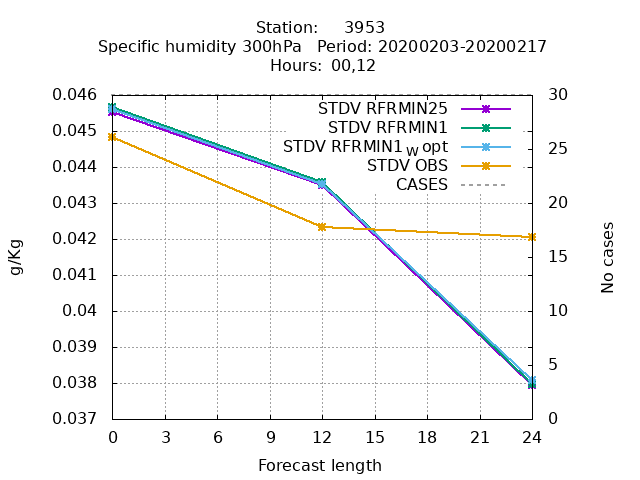 Station: 3953
Specific humidity 300hPa Period: 20200203-20200217
Hours: 00,12
STDV RFRMIN25
STDV RFRMIN1
STDV RFRMIN1_W opt
STDV OBS
CASES
g/Kg
0.046
0.045
0.044
0.043
0.042
0.041
0.04
0.039
0.038
0.037
30
25
20
15
10
5
0
No cases
0 3 6 9 12 15 18 21 24
Forecast length